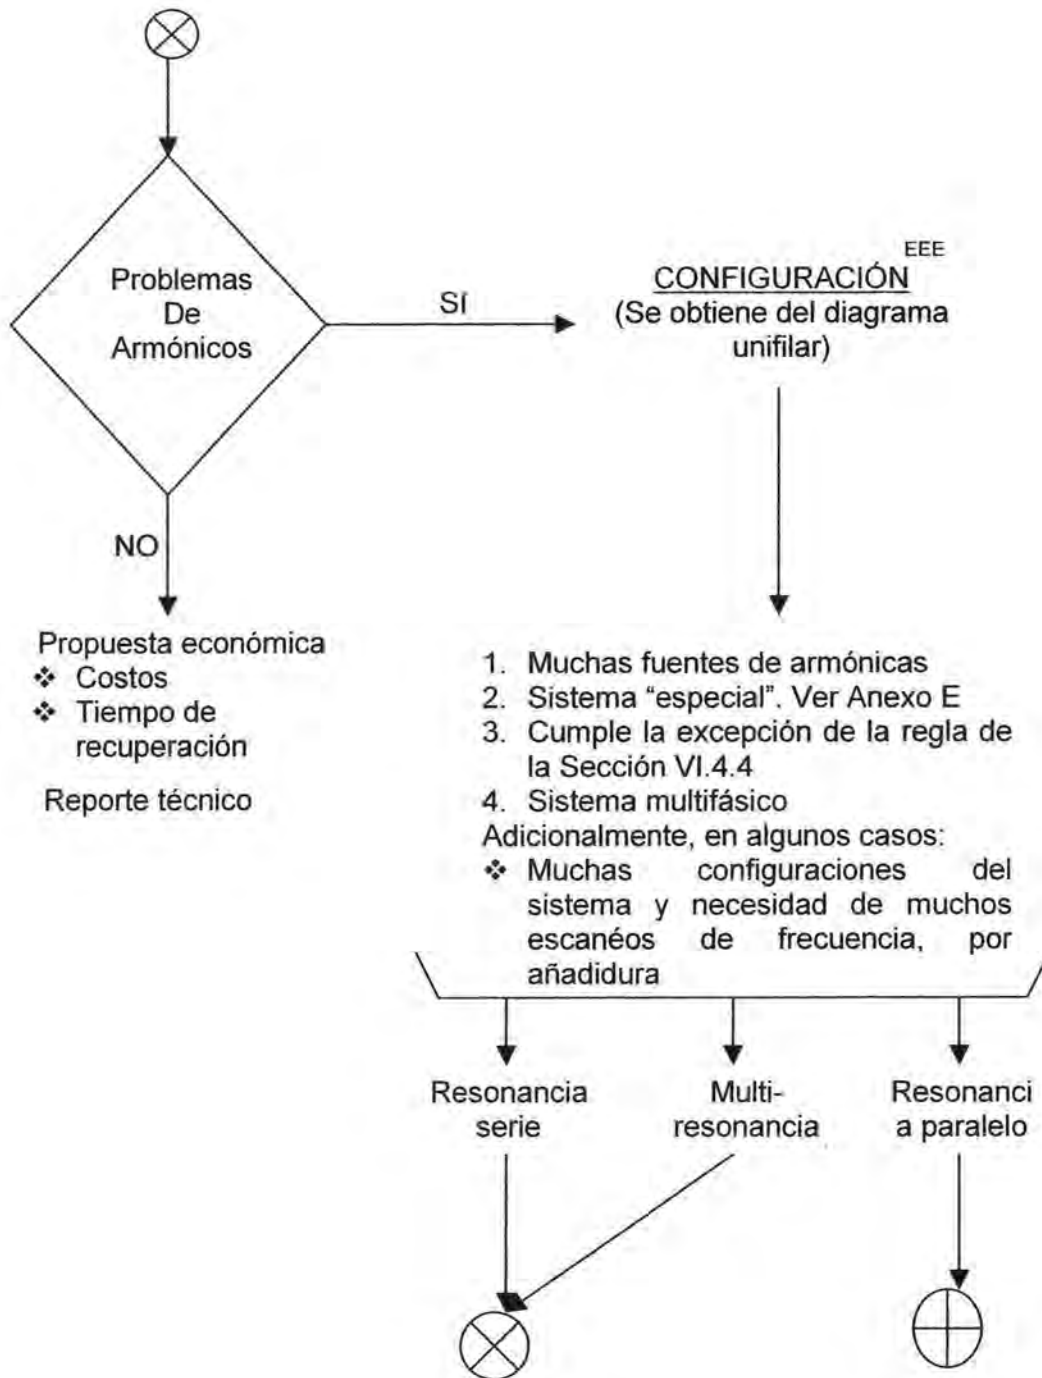 Problemas
De
Armónicos
SÍ
EEE
CONFIGURACIÓN
(Se obtiene del diagrama
unifilar)
NO
Propuesta económica
❖ Costos
❖ Tiempo de
recuperación
Reporte técnico
1. Muchas fuentes de armónicas
2. Sistema “especial”. Ver Anexo E
3. Cumple la excepción de la regla de
la Sección VI.4.4
4. Sistema multifásico
Adicionalmente, en algunos casos:
❖ Muchas configuraciones del
sistema y necesidad de muchos
escanéos de frecuencia, por
añadidura
Resonancia
serie
Multi-
resonancia
Resonanci
a paralelo